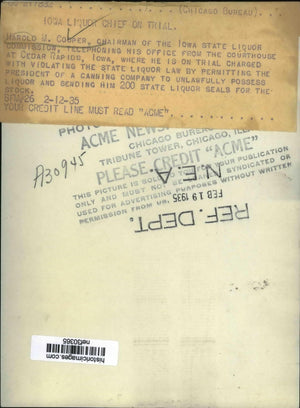 (CHICAGO BUREAU).
IOWA LIQUOR CHIEF ON TRIAL.
HAROLD M. COOPER, CHAIRMAN OF THE IOWA STATE LIQUOR
COMMISSION, TELEPHONING HIS OFFICE FROM THE COURTHOUSE
AT CEDAR RAPIDS, IOWA, WHERE HE IS ON TRIAL CHARGED
WITH VIOLATING THE STATE LIQUOR LAW BY PERMITTING THE
PRESIDENT OF A CANNING COMPANY TO UNLAWFULLY POSSESS
LIQUOR AND SENDING HIM 200 STATE LIQUOR SEALS FOR THE
STOCK.
2-12-35
YOUR CREDIT LINE MUST READ "ACME"
A30945
ACME
CHICAGO BUREAU
TRIBUNE TOWER, CHICAGO, ILL.
PLEASE CREDIT "ACME"
THIS PICTURE IS SOLD TO YOU FOR YOUR PUBLICATION
ONLY AND MUST NOT BE LOANED, SYNDICATED OR
USED FOR ADVERTISING PURPOSES WITHOUT WRITTEN
PERMISSION FROM US.
REF. DEPT.
FEB 19 1935
N.E.A.
HISTORICIMAGES.COM
nef30365